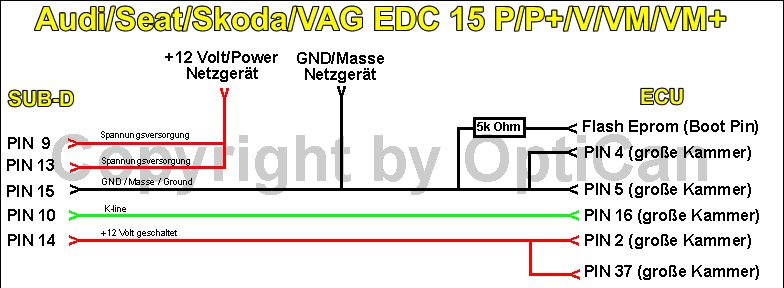 Audi/Seat/Skoda/VAG EDC 15 P/P+/V/VM/VM+
+12 Volt/Power
Netzgerät
GND/Masse
Netzgerät
SUB-D
ECU
5k Ohm
Flash Eprom (Boot Pin)
PIN 9
Spannungsversorgung
PIN 4 (große Kammer)
PIN 13
Spannungsversorgung
Copyright by OptiCan
PIN 15
GND / Masse / Ground
PIN 5 (große Kammer)
PIN 10
K-line
PIN 16 (große Kammer)
PIN 14
+12 Volt geschaltet
PIN 2 (große Kammer)
PIN 37 (große Kammer)